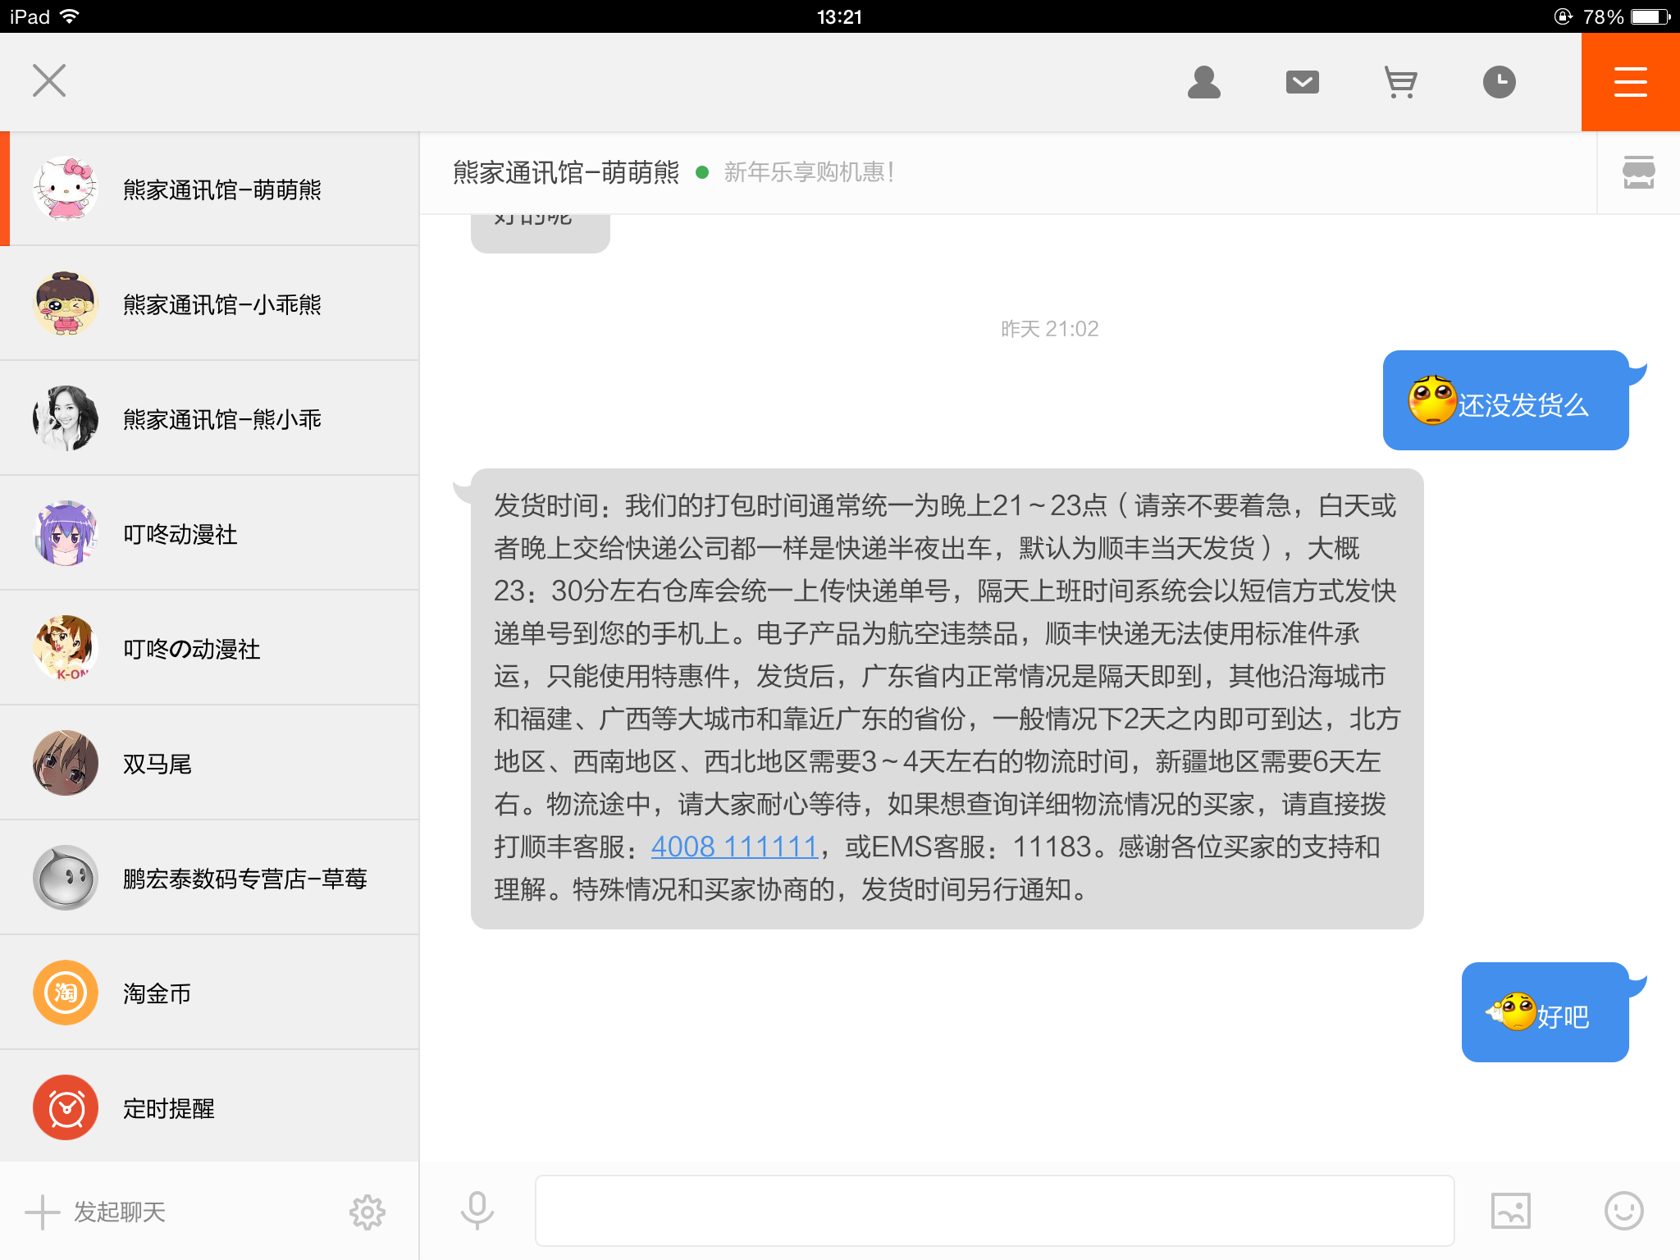 iPad
13:21
78%
熊家通讯馆-萌萌熊
熊家通讯馆-小乖熊
熊家通讯馆-熊小乖
叮咚动漫社
叮咚の动漫社
K-ON
双马尾
鹏宏泰数码专营店-草莓
淘
淘金币
定时提醒
发起聊天
熊家通讯馆-萌萌熊
新年乐享购机惠！
好的呢
昨天 21:02
还没发货么
发货时间：我们的打包时间通常统一为晚上21～23点（请亲不要着急，白天或
者晚上交给快递公司都一样是快递半夜出车，默认为顺丰当天发货），大概
23：30分左右仓库会统一上传快递单号，隔天上班时间系统会以短信方式发快
递单号到您的手机上。电子产品为航空违禁品，顺丰快递无法使用标准件承
运，只能使用特惠件，发货后，广东省内正常情况是隔天即到，其他沿海城市
和福建、广西等大城市和靠近广东的省份，一般情况下2天之内即可到达，北方
地区、西南地区、西北地区需要3～4天左右的物流时间，新疆地区需要6天左
右。物流途中，请大家耐心等待，如果想查询详细物流情况的买家，请直接拨
打顺丰客服：4008 111111，或EMS客服：11183。感谢各位买家的支持和
理解。特殊情况和买家协商的，发货时间另行通知。
好吧